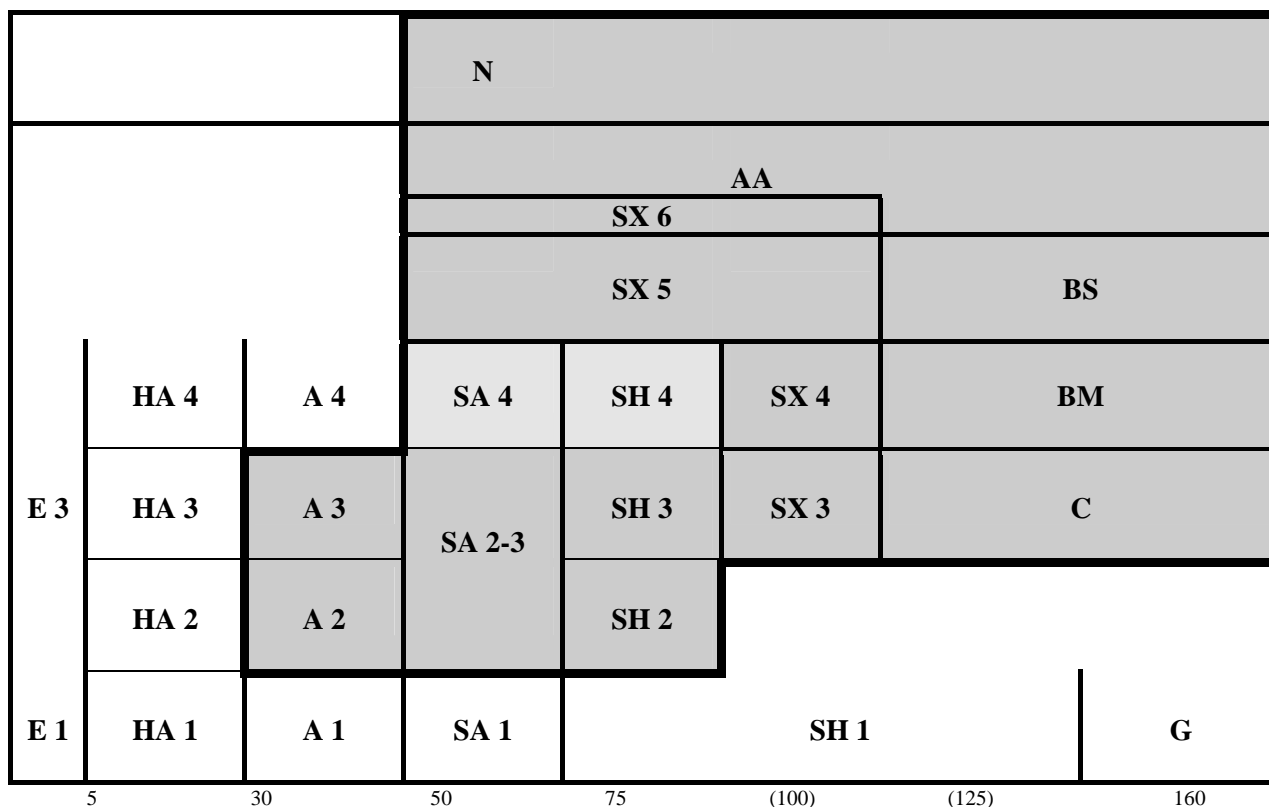 N
AA
SX 6
SX 5 BS
HA 4 A 4 SA 4 SH 4 SX 4 BM
E 3 HA 3 A 3 SH 3 SX 3 C
SA 2-3
HA 2 A 2 SH 2
E 1 HA 1 A 1 SA 1 SH 1 G
5 30 50 75 (100) (125) 160